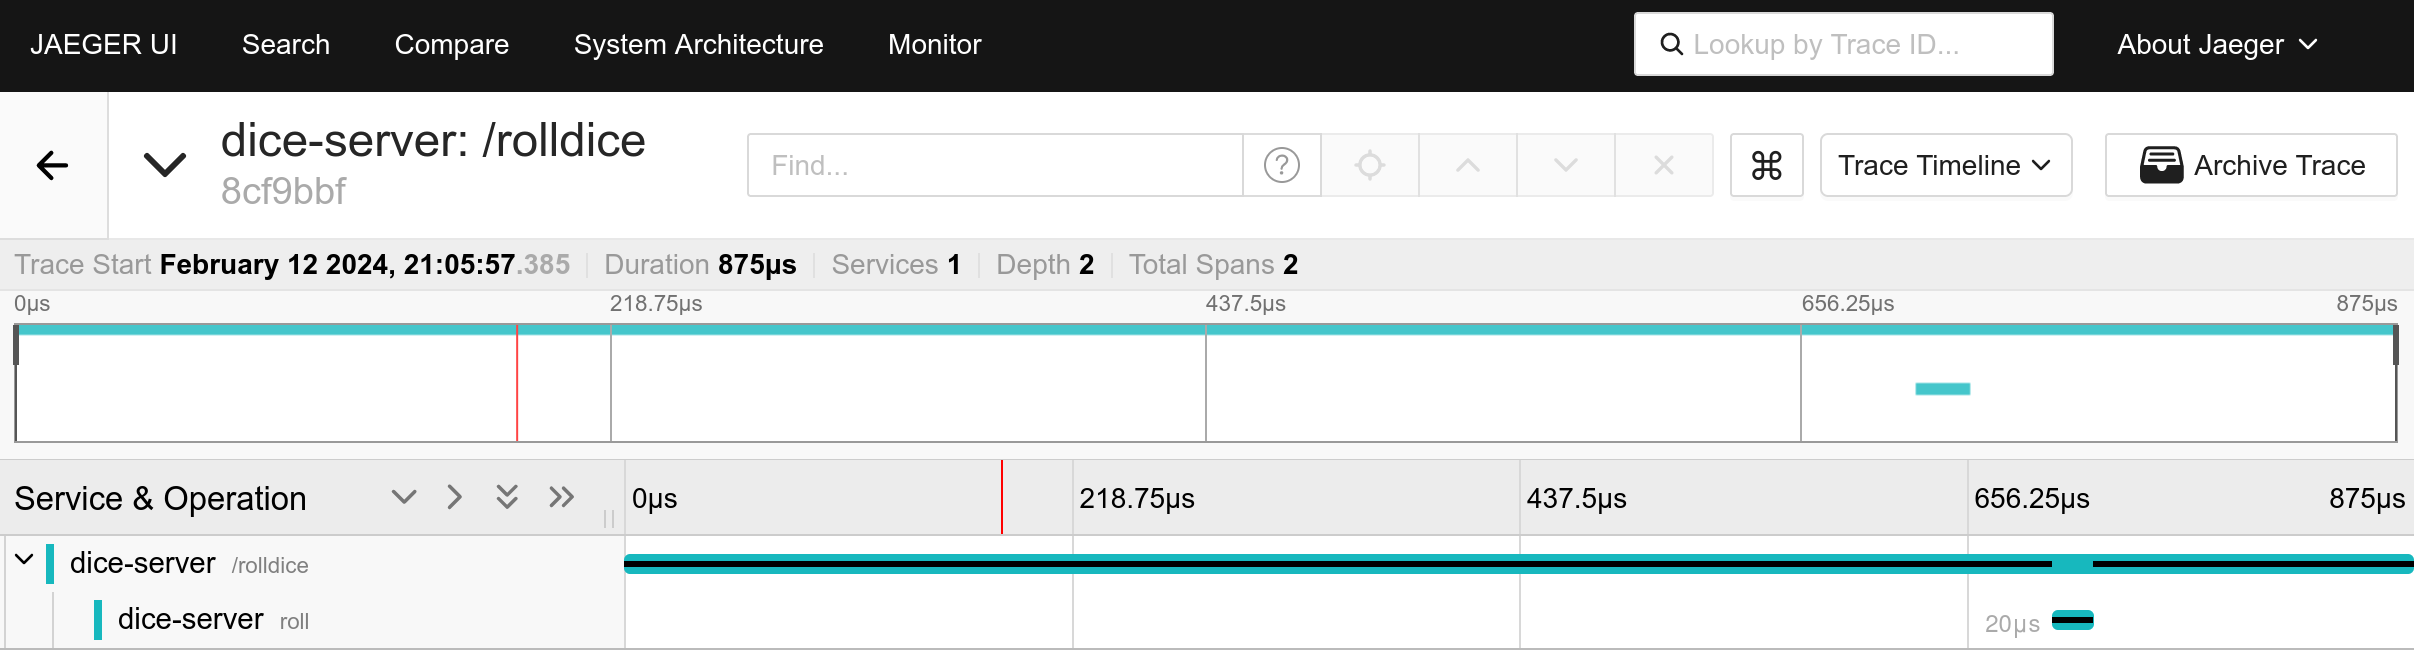 JAEGER UI Search Compare System Architecture Monitor Lookup by Trace ID... About Jaeger
dice-server: /rolldice
8cf9bbf
Find... ? ⌘ Trace Timeline Archive Trace
Trace Start February 12 2024, 21:05:57.385 Duration 875μs Services 1 Depth 2 Total Spans 2
0μs 218.75μs 437.5μs 656.25μs 875μs
Service & Operation 0μs 218.75μs 437.5μs 656.25μs 875μs
dice-server /rolldice
dice-server roll 20μs